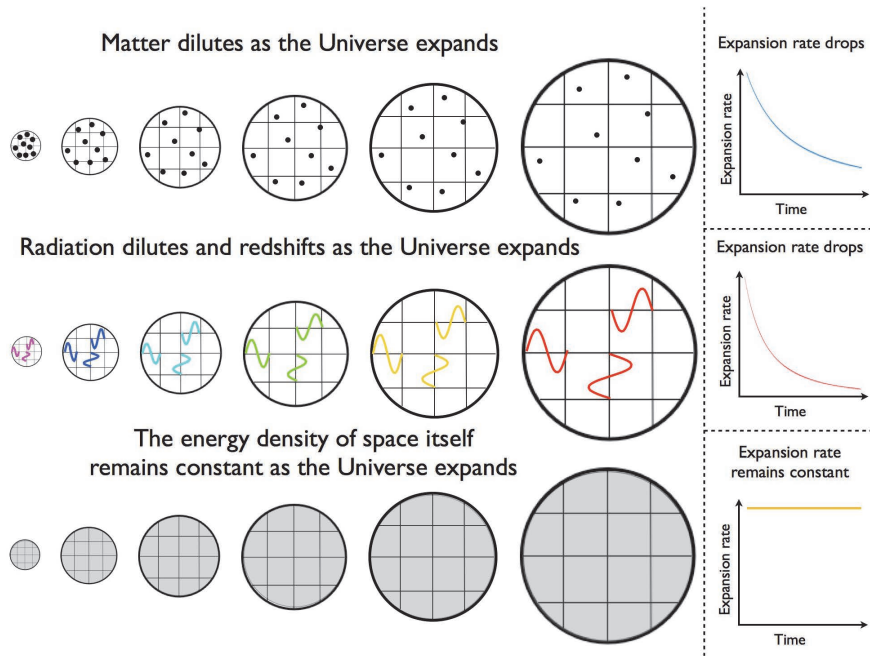 Matter dilutes as the Universe expands
Expansion rate drops
Expansion rate
Time
Radiation dilutes and redshifts as the Universe expands
Expansion rate drops
Expansion rate
Time
The energy density of space itself
remains constant as the Universe expands
Expansion rate
remains constant
Expansion rate
Time